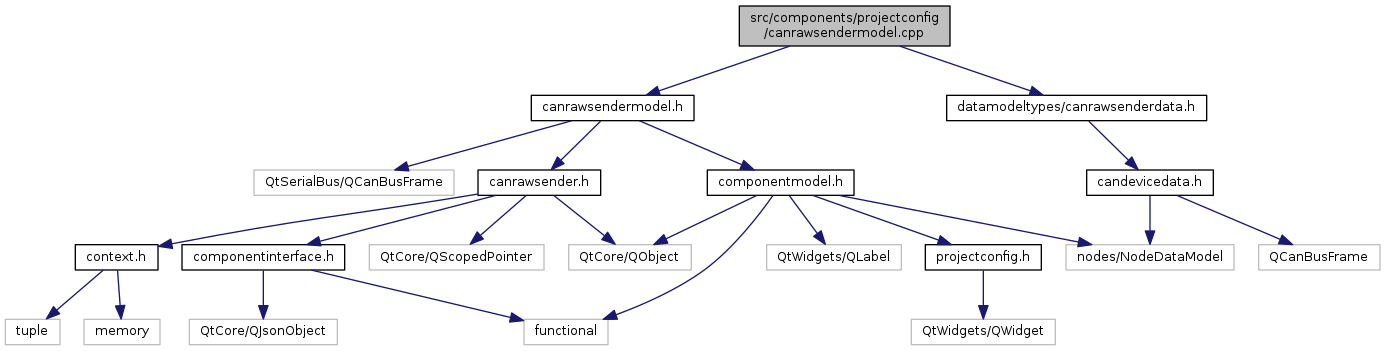 src/components/projectconfig
/canrawsendermodel.cpp
canrawsendermodel.h
datamodeltypes/canrawsenderdata.h
QtSerialBus/QCanBusFrame
canrawsender.h
componentmodel.h
candevicedata.h
context.h
componentinterface.h
QtCore/QScopedPointer
QtCore/QObject
QtWidgets/QLabel
projectconfig.h
nodes/NodeDataModel
QCanBusFrame
tuple
memory
QtCore/QJsonObject
functional
QtWidgets/QWidget